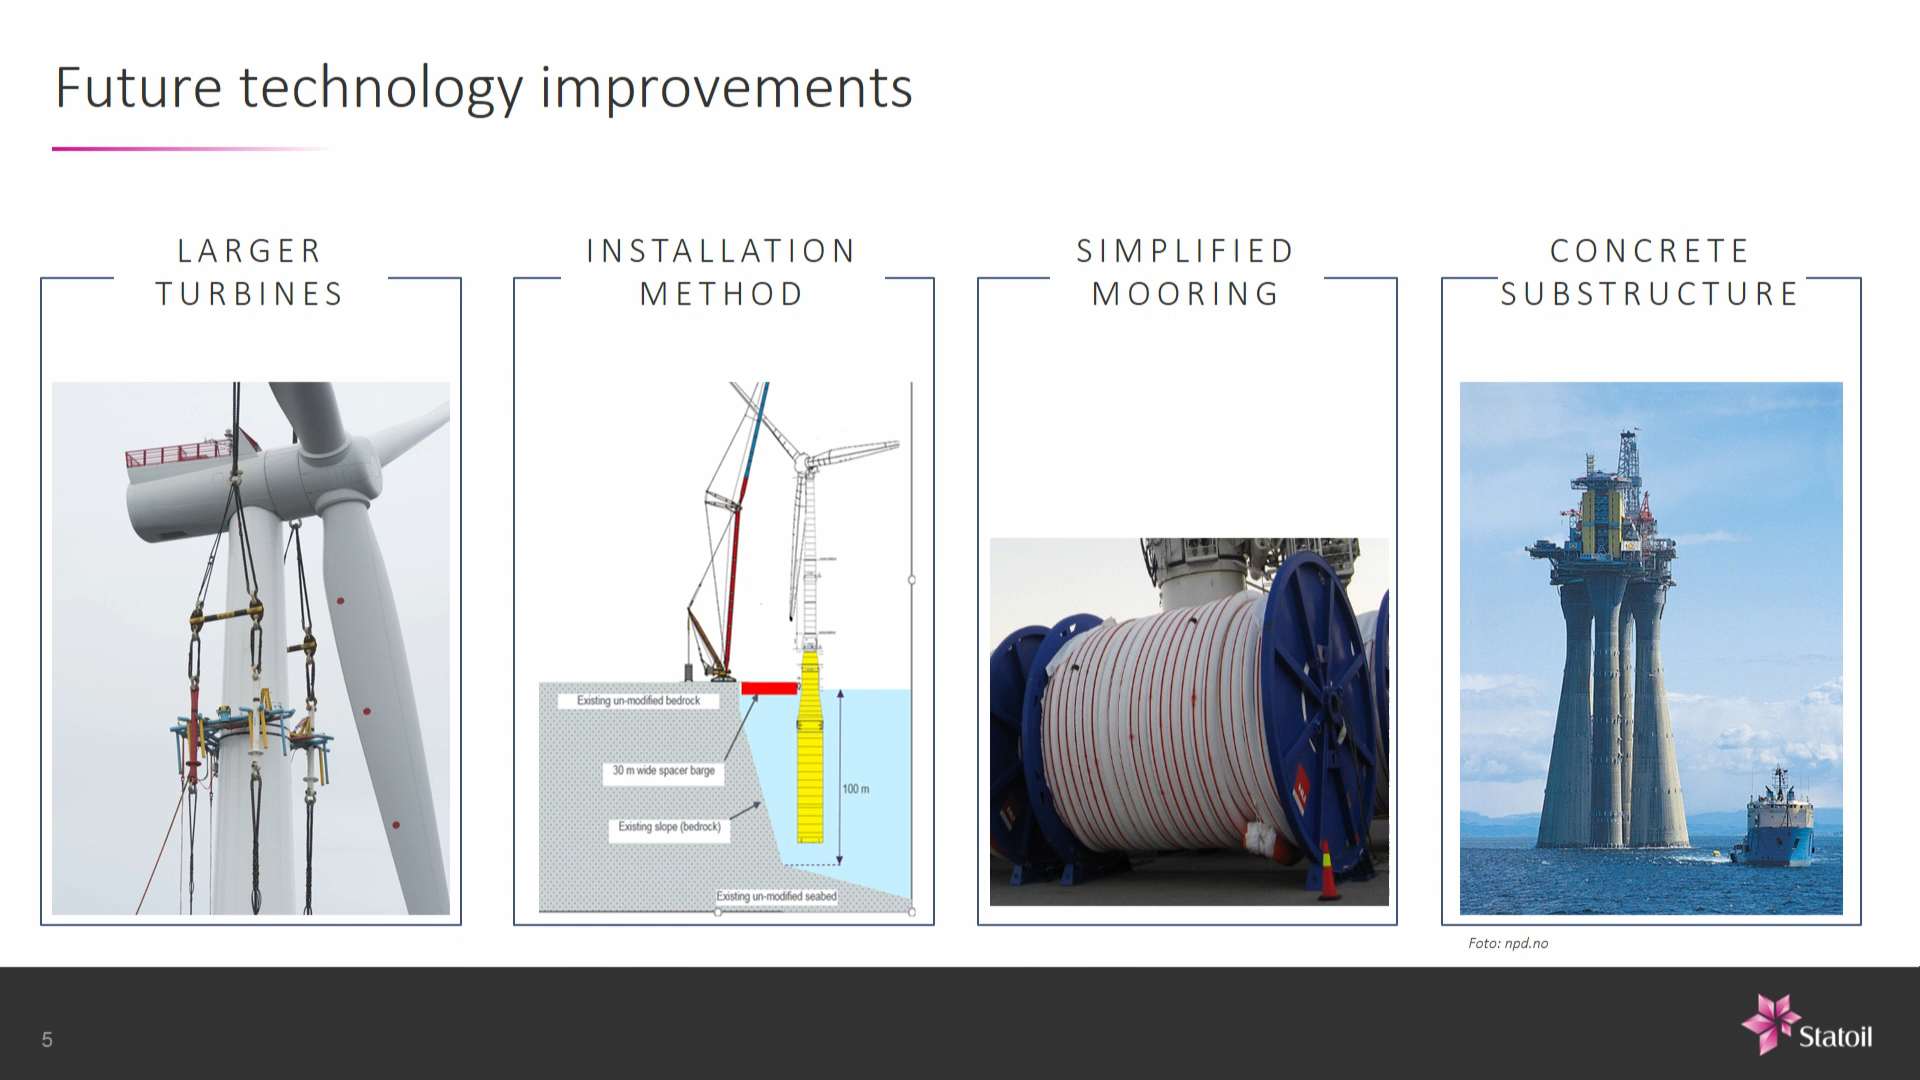 Future technology improvements
LARGER
TURBINES
INSTALLATION
METHOD
SIMPLIFIED
MOORING
CONCRETE
SUBSTRUCTURE
Existing un-modified bedrock
30 m wide spacer barge
100 m
Existing slope (bedrock)
Existing un-modified seabed
Foto: npd.no
5
Statoil